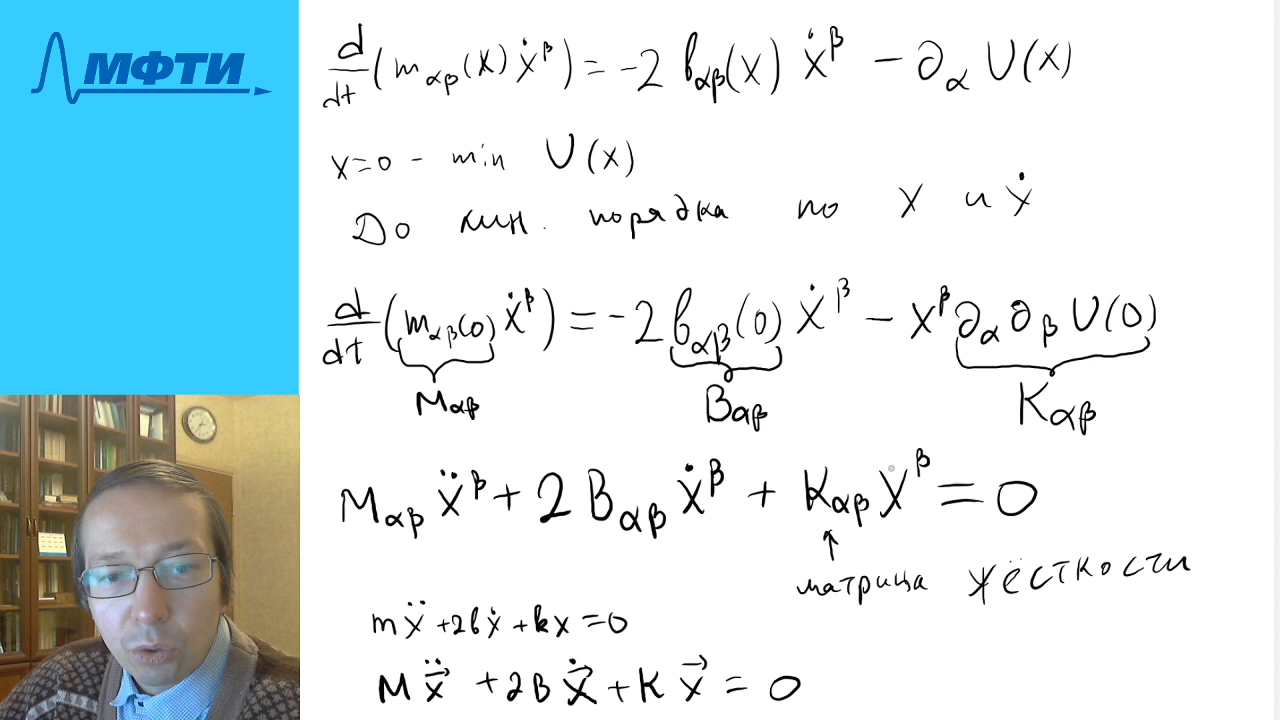 МФТИ
d/dt (m_αβ(x) ẋ^β) = -2 b_αβ(x) ẋ^β - ∂_α U(x)
x=0 - min U(x)
До лин. порядка по x и ẋ
d/dt (m_αβ(0) ẋ^β) = -2 b_αβ(0) ẋ^β - x^β ∂_α ∂_β U(0)
M_αβ B_αβ K_αβ
M_αβ ẍ^β + 2 B_αβ ẋ^β + K_αβ x^β = 0
↑
матрица жёсткости
mẍ + 2bẋ + kx = 0
M ẍ⃗ + 2B ẋ⃗ + K x⃗ = 0